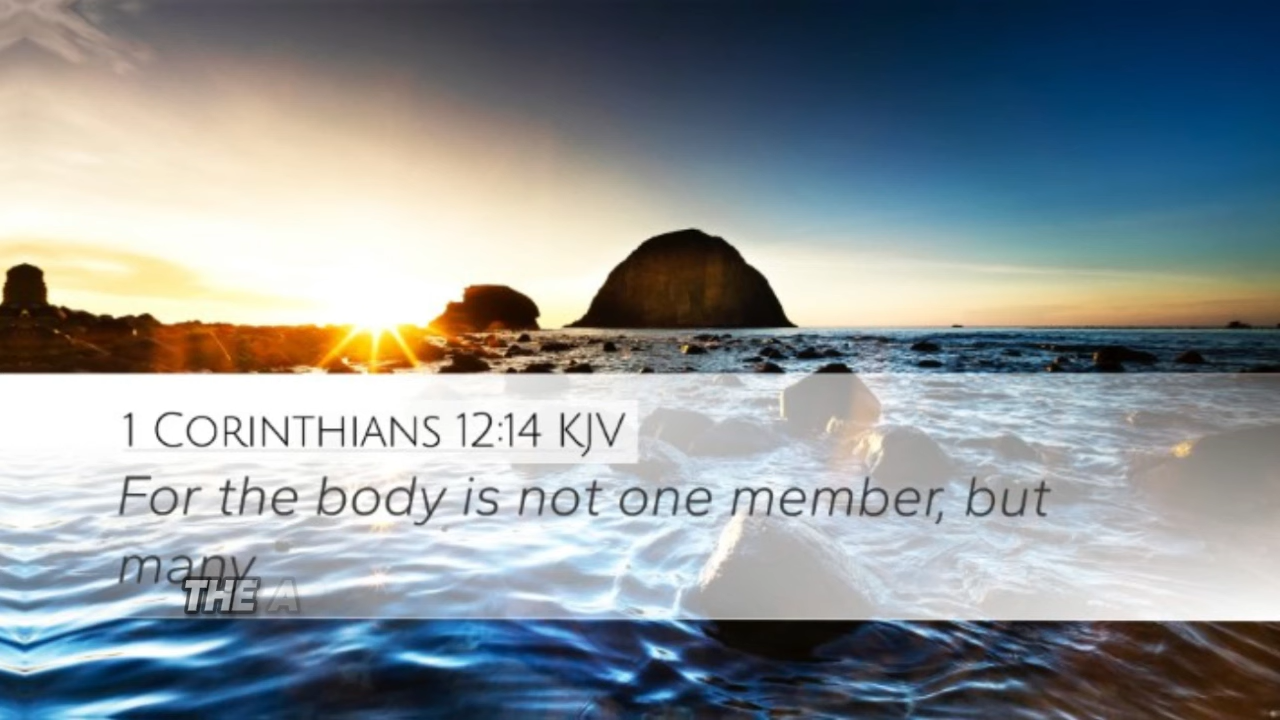 1 CORINTHIANS 12:14 KJV
For the body is not one member, but
many
THE A